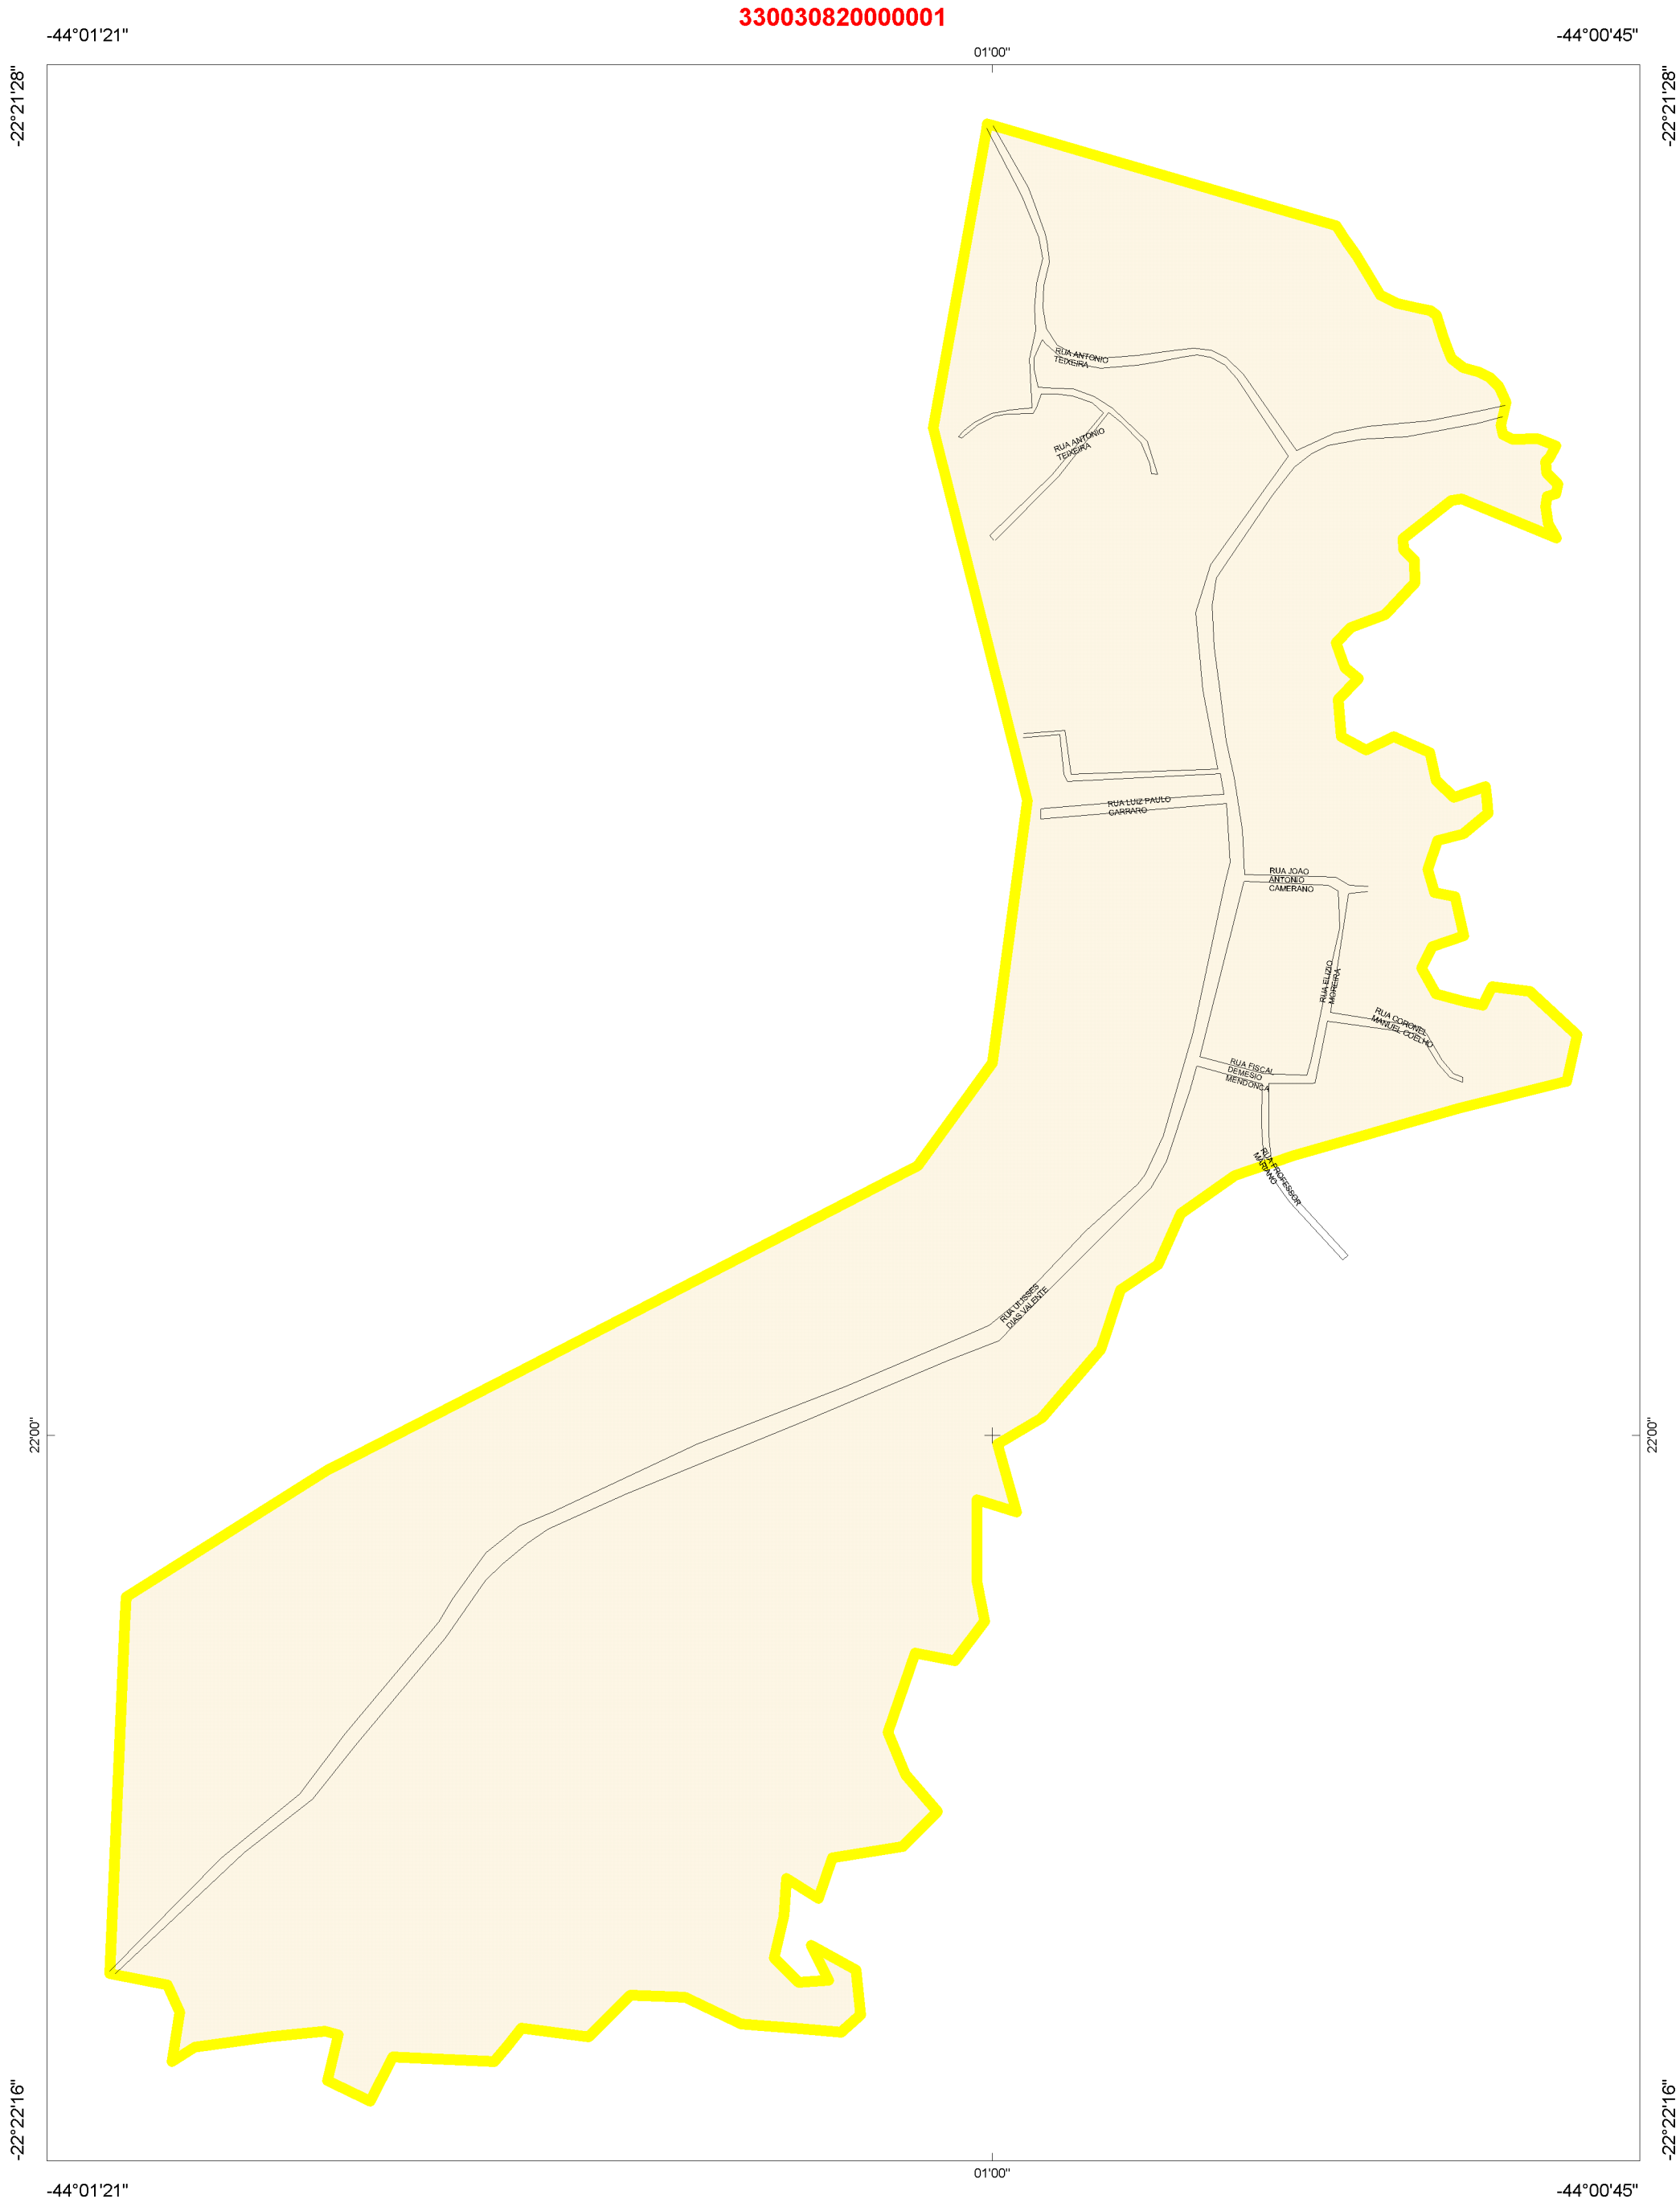 330030820000001
-44°01'21"
01'00"
-44°00'45"
-22°21'28"
-22°21'28"
RUA ANTONIO
TEIXEIRA
RUA ANTONIO
TEIXEIRA
RUA LUIZ PAULO
CARRARO
RUA JOAO
ANTONIO
CAMERANO
RUA ELIZIO
MOREIRA
RUA CORONEL
MANUEL COELHO
RUA FISCAL
DEMESIO
MENDONCA
RUA PROFESSOR
MARIANO
RUA ULISSES
DIAS VALENTE
22'00"
22'00"
-22°22'16"
-22°22'16"
-44°01'21"
01'00"
-44°00'45"